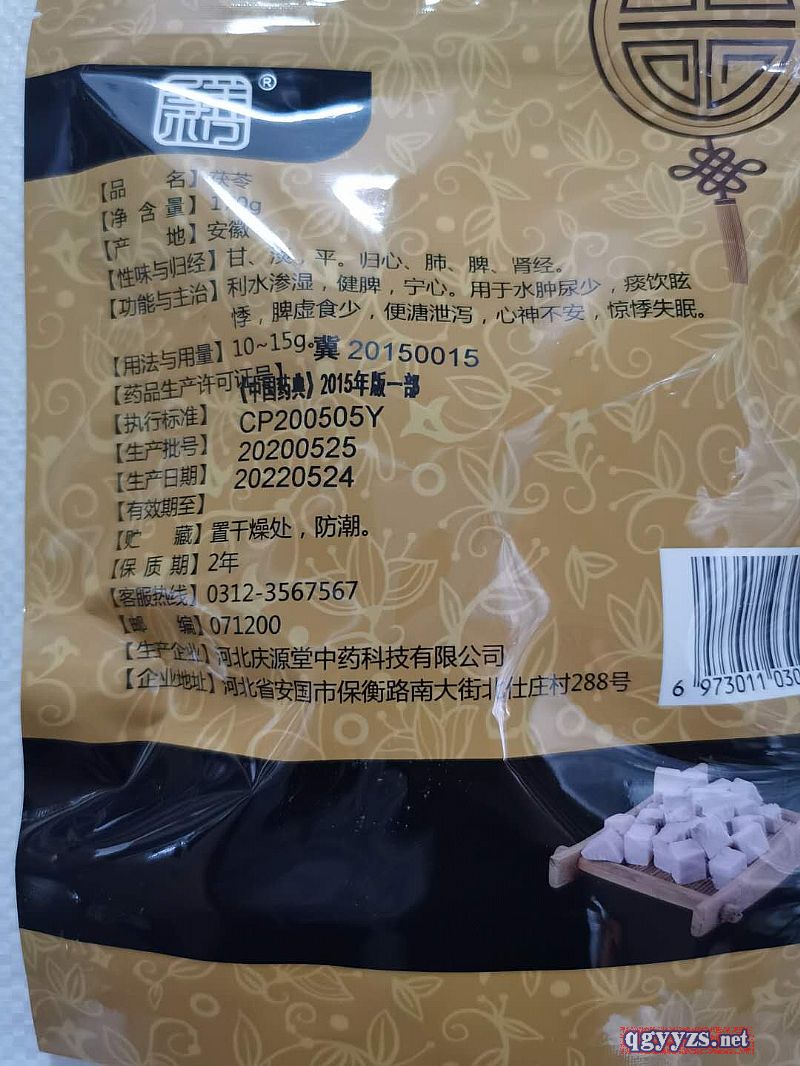 ®
【品 名】茯苓
【净 含 量】
【产 地】安徽
【性味与归经】甘、淡，平。归心、肺、脾、肾经。
【功能与主治】利水渗湿，健脾，宁心。用于水肿尿少，痰饮眩
悸，脾虚食少，便溏泄泻，心神不安，惊悸失眠。
【用法与用量】10~15g。
【药品生产许可证号】冀 20150015
【执行标准】《中国药典》2015年版一部
【生产批号】CP200505Y
【生产日期】20200525
【有效期至】20220524
【贮 藏】置干燥处，防潮。
【保 质 期】2年
【客服热线】0312-3567567
【邮 编】071200
【生产企业】河北庆源堂中药科技有限公司
【企业地址】河北省安国市保衡路南大街北仕庄村288号
6 973011 030
qgyyzs.net